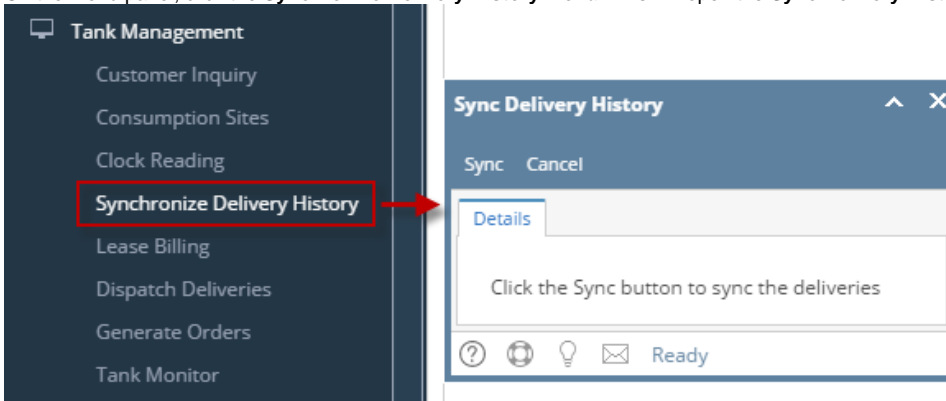 Tank Management
Customer Inquiry
Consumption Sites
Clock Reading
Synchronize Delivery History
Lease Billing
Dispatch Deliveries
Generate Orders
Tank Monitor
Sync Delivery History
Sync Cancel
Details
Click the Sync button to sync the deliveries
Ready